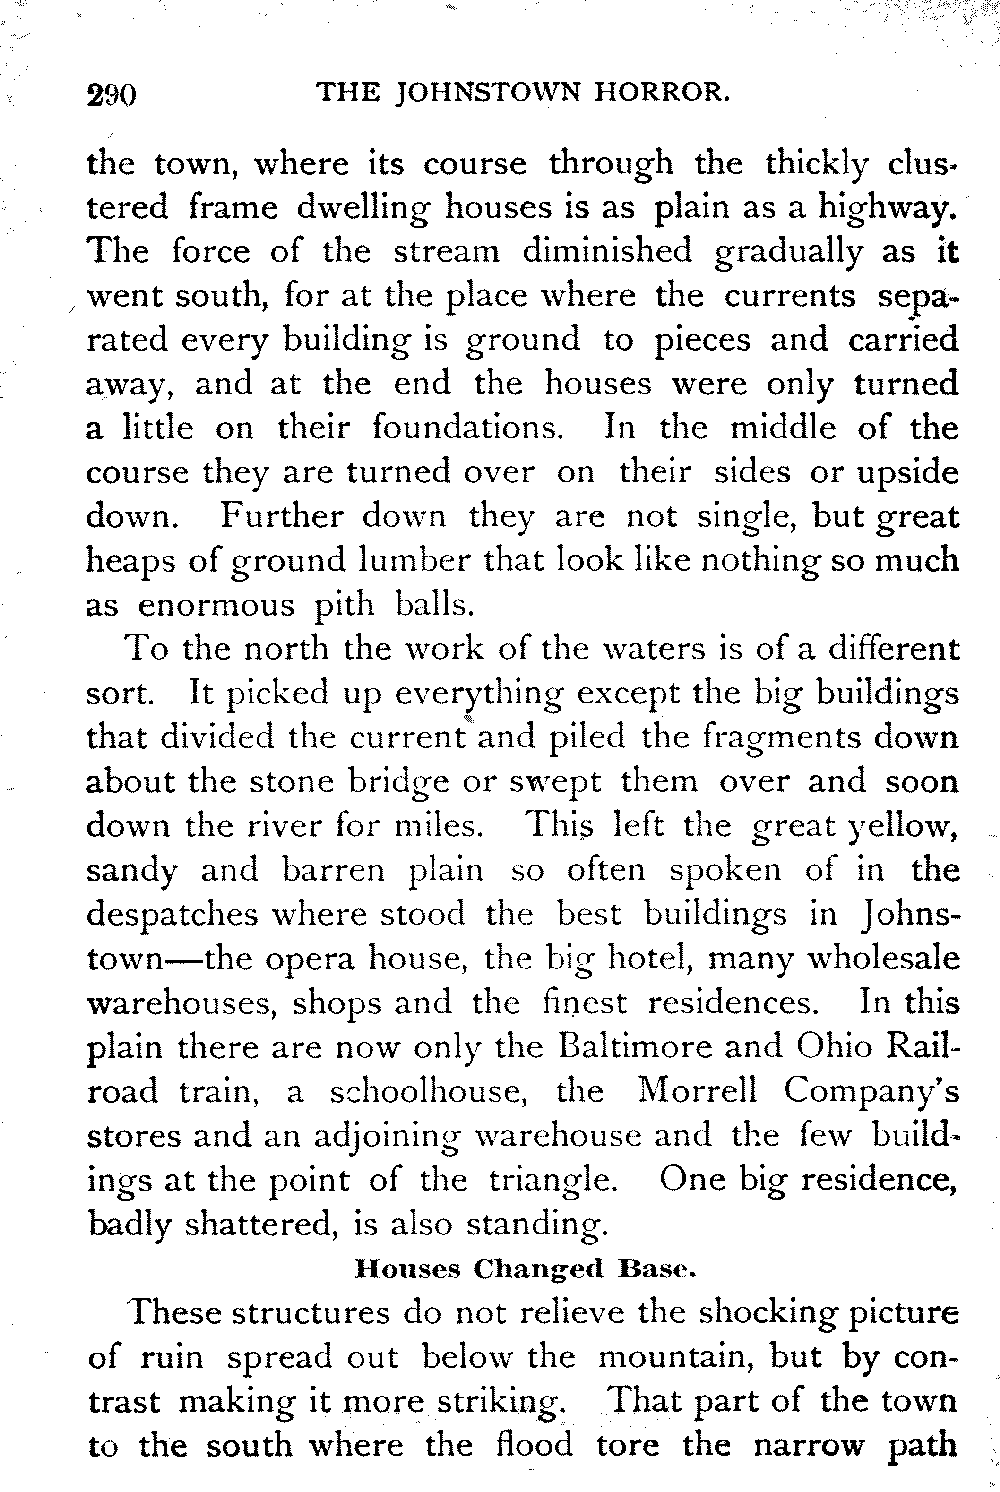 290 THE JOHNSTOWN HORROR.
the town, where its course through the thickly clus-
tered frame dwelling houses is as plain as a highway.
The force of the stream diminished gradually as it
went south, for at the place where the currents sepa-
rated every building is ground to pieces and carried
away, and at the end the houses were only turned
a little on their foundations. In the middle of the
course they are turned over on their sides or upside
down. Further down they are not single, but great
heaps of ground lumber that look like nothing so much
as enormous pith balls.
To the north the work of the waters is of a different
sort. It picked up everything except the big buildings
that divided the current and piled the fragments down
about the stone bridge or swept them over and soon
down the river for miles. This left the great yellow,
sandy and barren plain so often spoken of in the
despatches where stood the best buildings in Johns-
town—the opera house, the big hotel, many wholesale
warehouses, shops and the finest residences. In this
plain there are now only the Baltimore and Ohio Rail-
road train, a schoolhouse, the Morrell Company's
stores and an adjoining warehouse and the few build-
ings at the point of the triangle. One big residence,
badly shattered, is also standing.
Houses Changed Base.
These structures do not relieve the shocking picture
of ruin spread out below the mountain, but by con-
trast making it more striking. That part of the town
to the south where the flood tore the narrow path